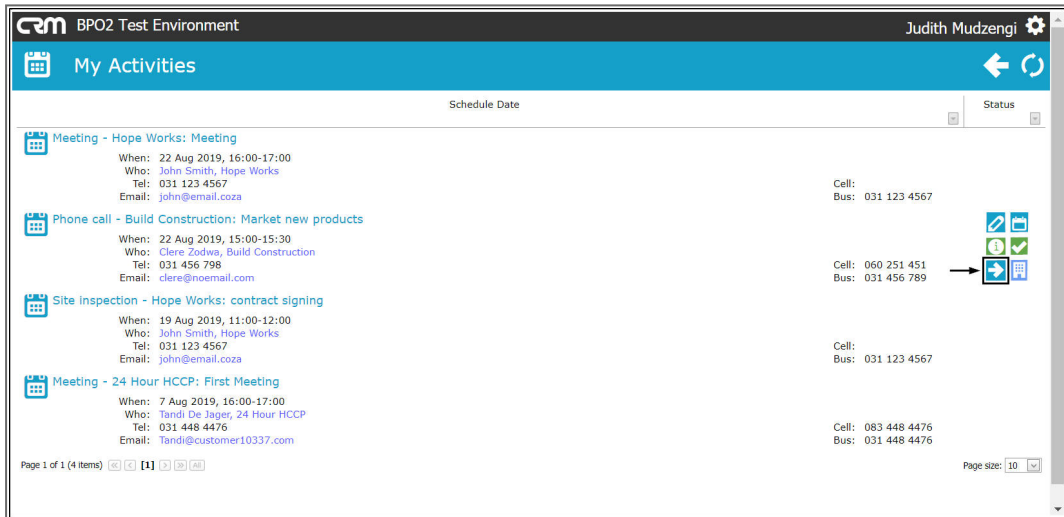 CRM BPO2 Test Environment Judith Mudzengi
My Activities
Schedule Date Status
Meeting - Hope Works: Meeting
When: 22 Aug 2019, 16:00-17:00
Who: John Smith, Hope Works
Tel: 031 123 4567 Cell:
Email: john@email.coza Bus: 031 123 4567
Phone call - Build Construction: Market new products
When: 22 Aug 2019, 15:00-15:30
Who: Clere Zodwa, Build Construction
Tel: 031 456 798 Cell: 060 251 451
Email: clere@noemail.com Bus: 031 456 789
Site inspection - Hope Works: contract signing
When: 19 Aug 2019, 11:00-12:00
Who: John Smith, Hope Works
Tel: 031 123 4567 Cell:
Email: john@email.coza Bus: 031 123 4567
Meeting - 24 Hour HCCP: First Meeting
When: 7 Aug 2019, 16:00-17:00
Who: Tandi De Jager, 24 Hour HCCP
Tel: 031 448 4476 Cell: 083 448 4476
Email: Tandi@customer10337.com Bus: 031 448 4476
Page 1 of 1 (4 items) [1] All Page size: 10